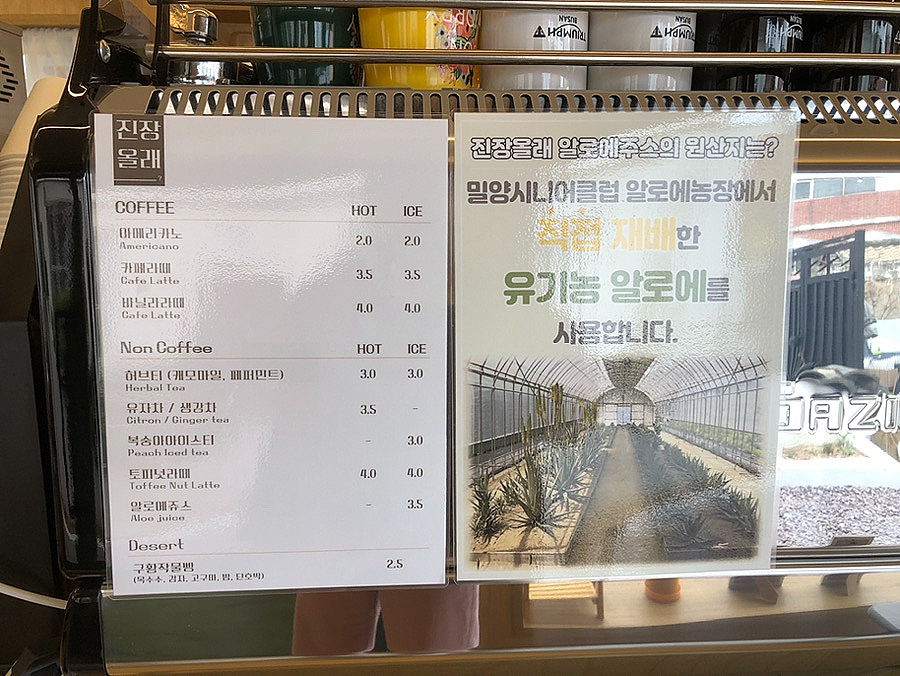 TRIUMPH
BUSAN
TRIUMPH
BUSAN
진장
올래
COFFEE HOT ICE
아메리카노 2.0 2.0
Americano
카페라떼 3.5 3.5
Cafe Latte
바닐라라떼 4.0 4.0
Cafe Latte
Non Coffee HOT ICE
허브티 (캐모마일, 페퍼민트) 3.0 3.0
Herbal Tea
유자차 / 생강차 3.5 -
Citron / Ginger tea
복숭아아이스티 - 3.0
Peach Iced tea
토피넛라떼 4.0 4.0
Toffee Nut Latte
알로에쥬스 - 3.5
Aloe juice
Desert
구황작물빵 2.5
(옥수수, 감자, 고구마, 밤, 단호박)
진장올래 알로에주스의 원산지는?
밀양시니어클럽 알로에농장에서
직접 재배한
유기농 알로에를
사용합니다.